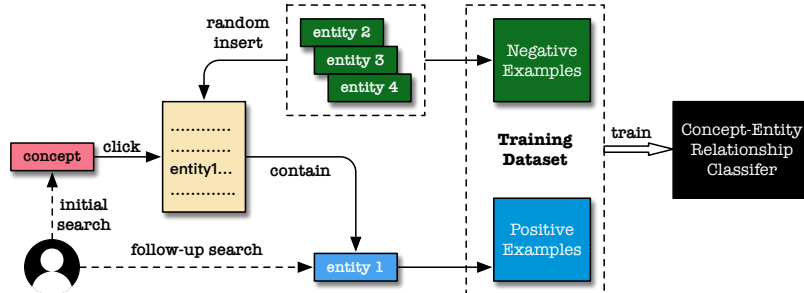 random
insert
entity 2
entity 3
entity 4
Negative
Examples
............
............
entity1...
.............
concept
click
contain
Training
Dataset
train
Concept-Entity
Relationship
Classifer
initial
search
follow-up search
entity 1
Positive
Examples